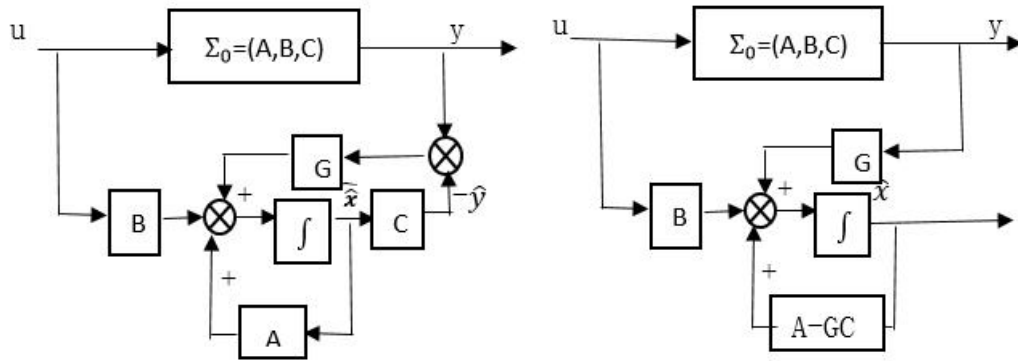 u
Σ₀=(A,B,C)
y
G
B
+
∫
x̂
C
−ŷ
+
A
u
Σ₀=(A,B,C)
y
G
B
+
∫
x̂
+
A-GC